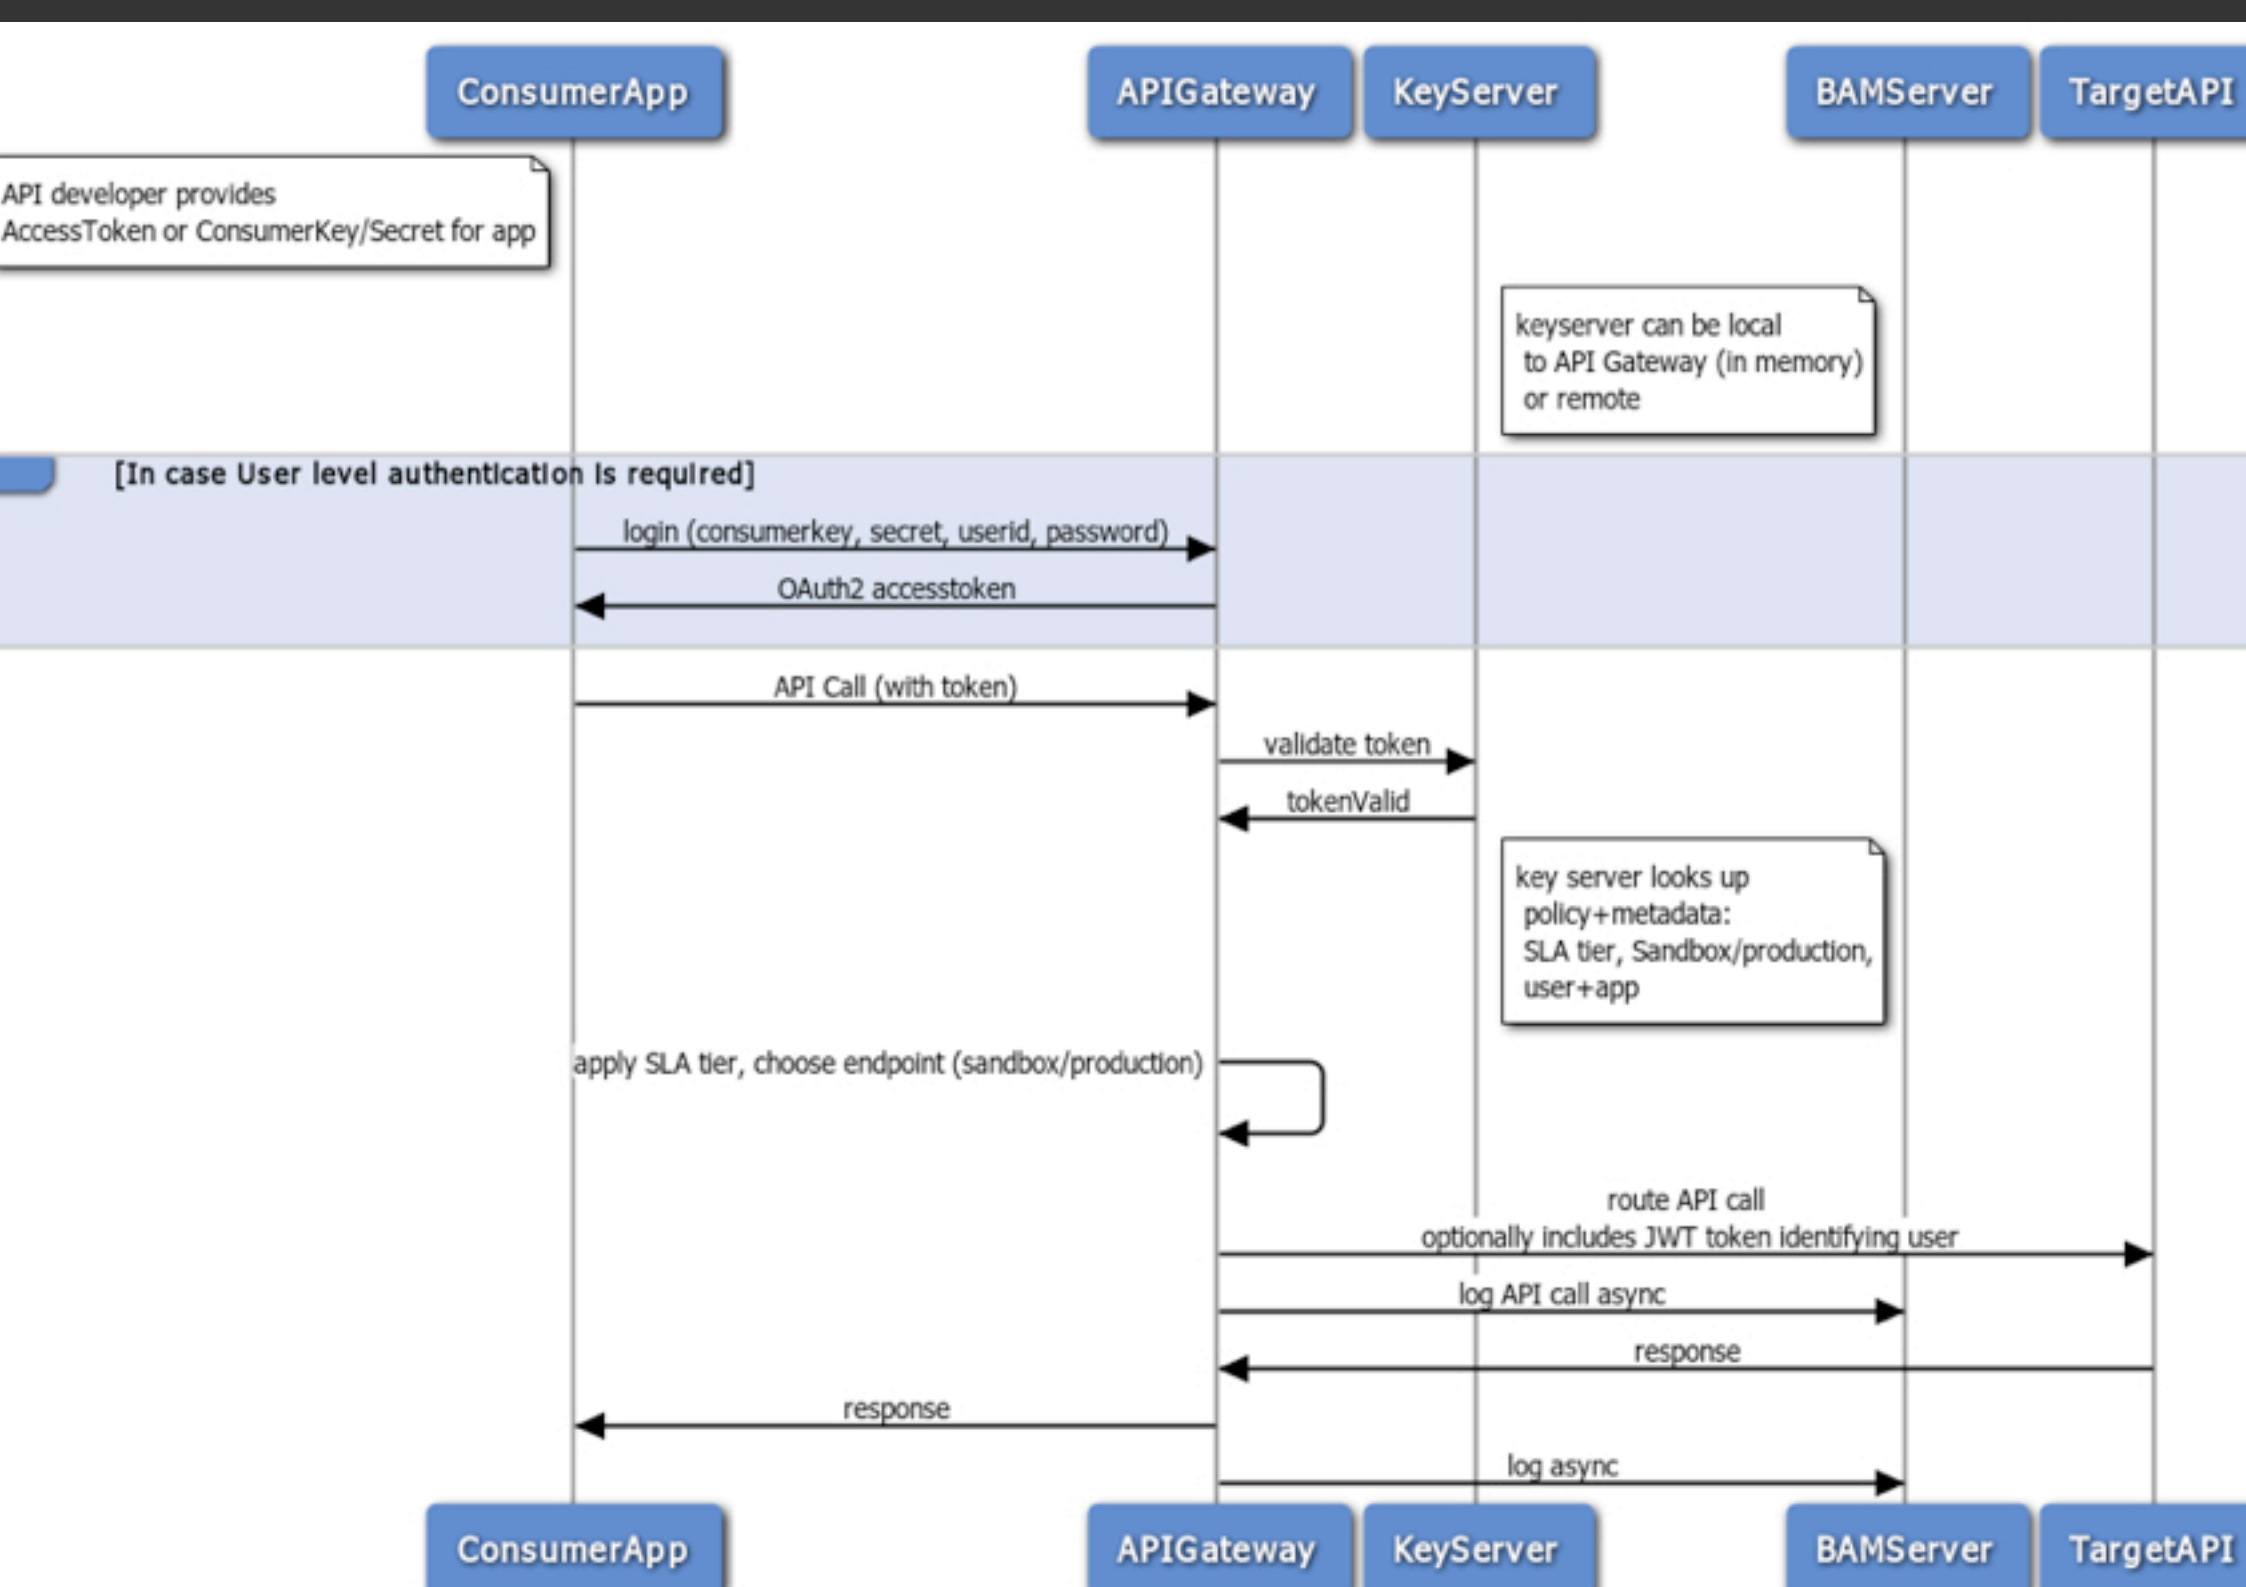 ConsumerApp
APIGateway
KeyServer
BAMServer
TargetAPI
API developer provides
AccessToken or ConsumerKey/Secret for app
keyserver can be local
to API Gateway (in memory)
or remote
[In case User level authentication is required]
login (consumerkey, secret, userid, password)
OAuth2 accesstoken
API Call (with token)
validate token
tokenValid
key server looks up
policy+metadata:
SLA tier, Sandbox/production,
user+app
apply SLA tier, choose endpoint (sandbox/production)
route API call
optionally includes JWT token identifying user
log API call async
response
response
log async
ConsumerApp
APIGateway
KeyServer
BAMServer
TargetAPI